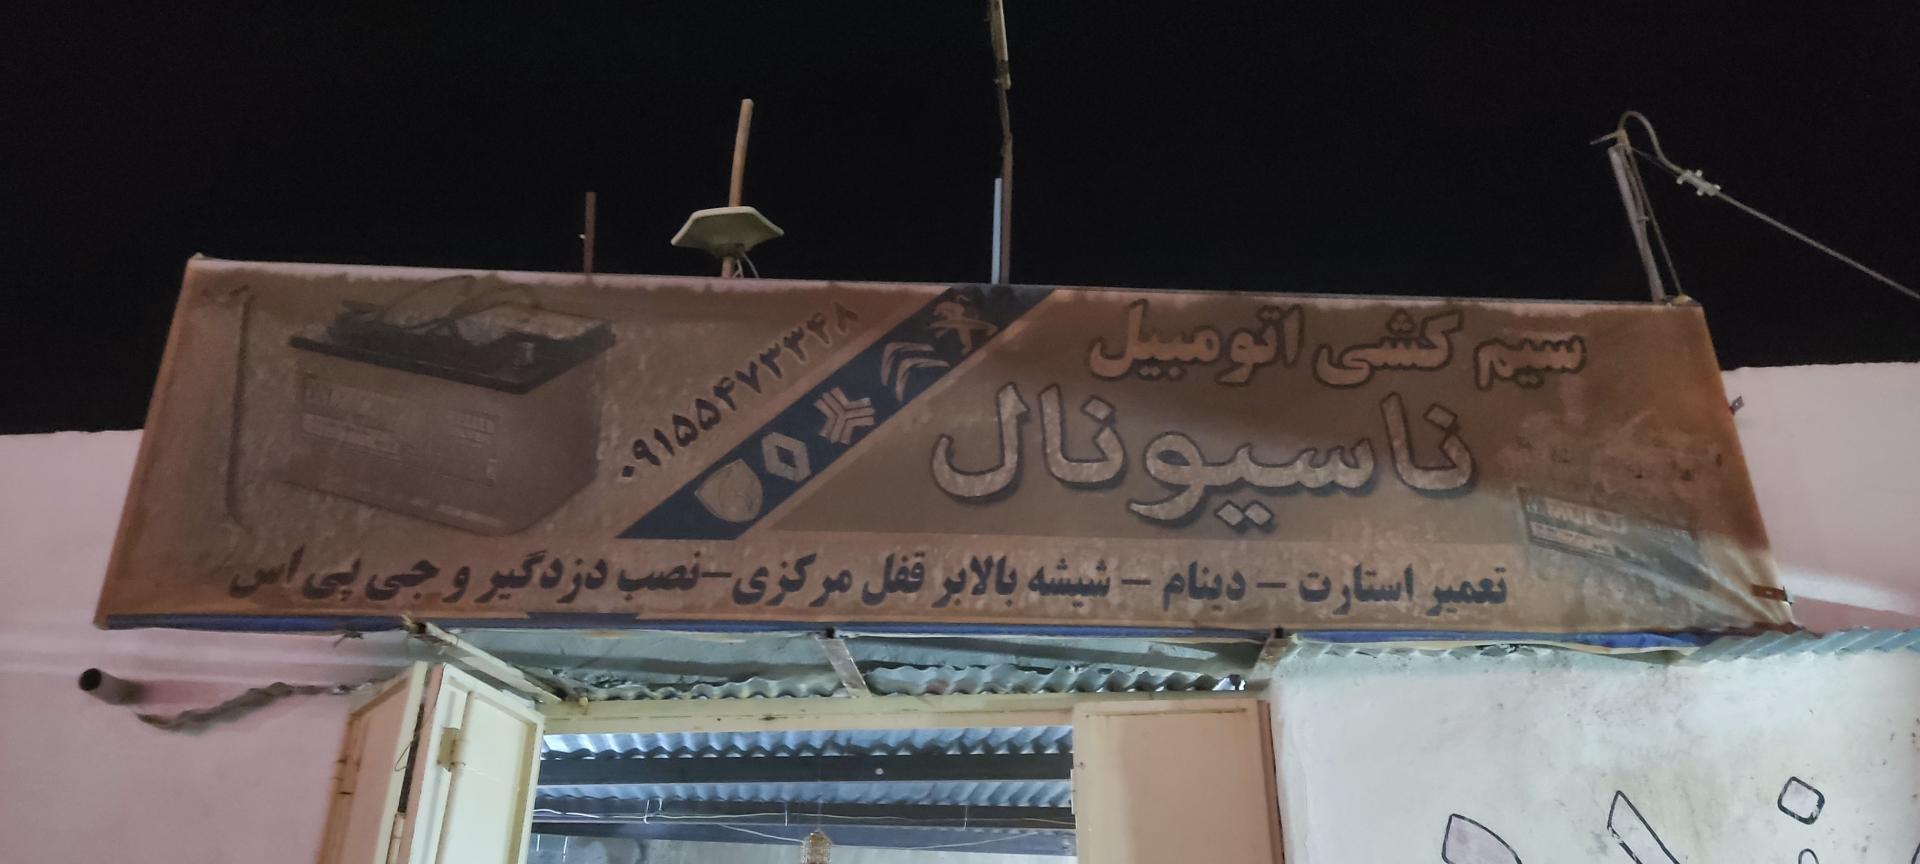 سیم کشی اتومبیل
ناسیونال
۰۹۱۵۵۴۷۳۳۴۸
تعمیر استارت – دینام – شیشه بالابر قفل مرکزی–نصب دزدگیر و جی پی اس